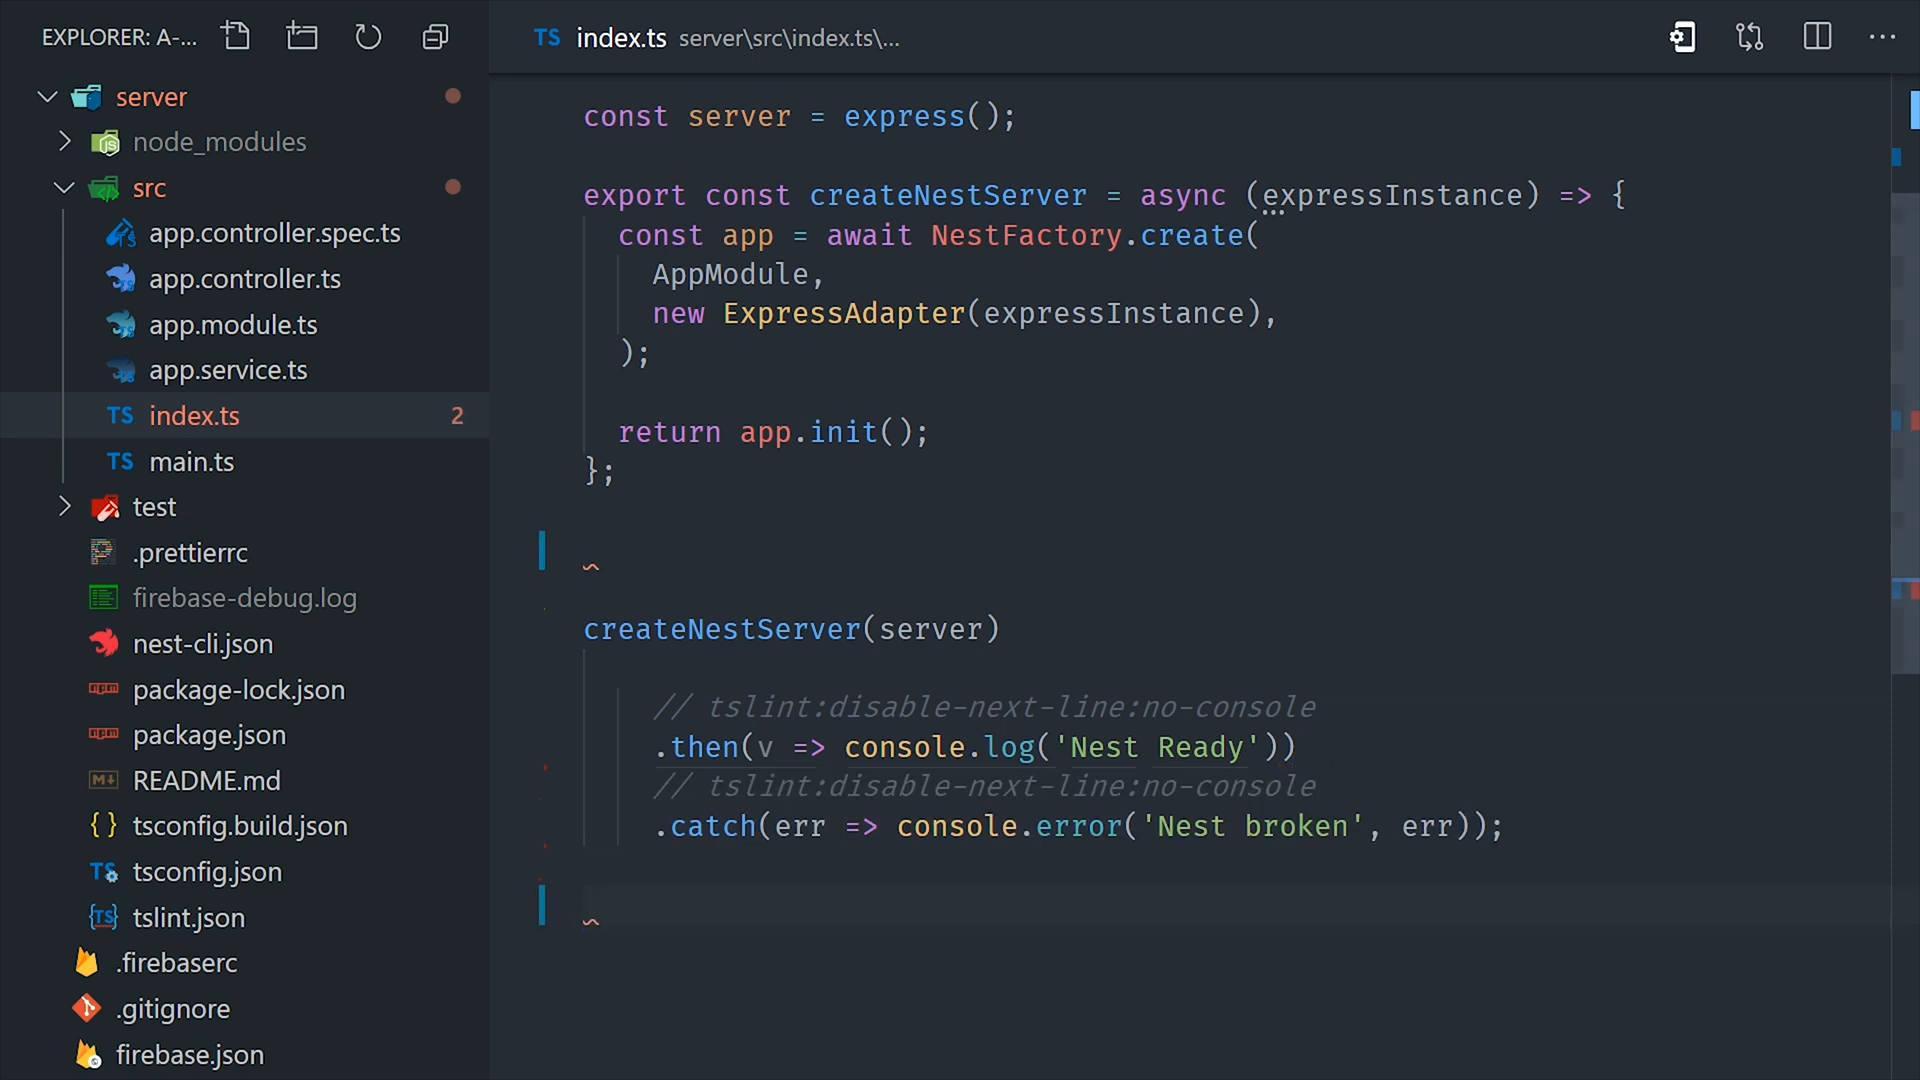 EXPLORER: A-...
server
node_modules
src
app.controller.spec.ts
app.controller.ts
app.module.ts
app.service.ts
TS index.ts 2
TS main.ts
test
.prettierrc
firebase-debug.log
nest-cli.json
package-lock.json
package.json
README.md
{ } tsconfig.build.json
TS tsconfig.json
{TS} tslint.json
.firebaserc
.gitignore
firebase.json
TS index.ts server\src\index.ts\...
const server = express();
export const createNestServer = async (expressInstance) => {
const app = await NestFactory.create(
AppModule,
new ExpressAdapter(expressInstance),
);
return app.init();
};
createNestServer(server)
// tslint:disable-next-line:no-console
.then(v => console.log('Nest Ready'))
// tslint:disable-next-line:no-console
.catch(err => console.error('Nest broken', err));